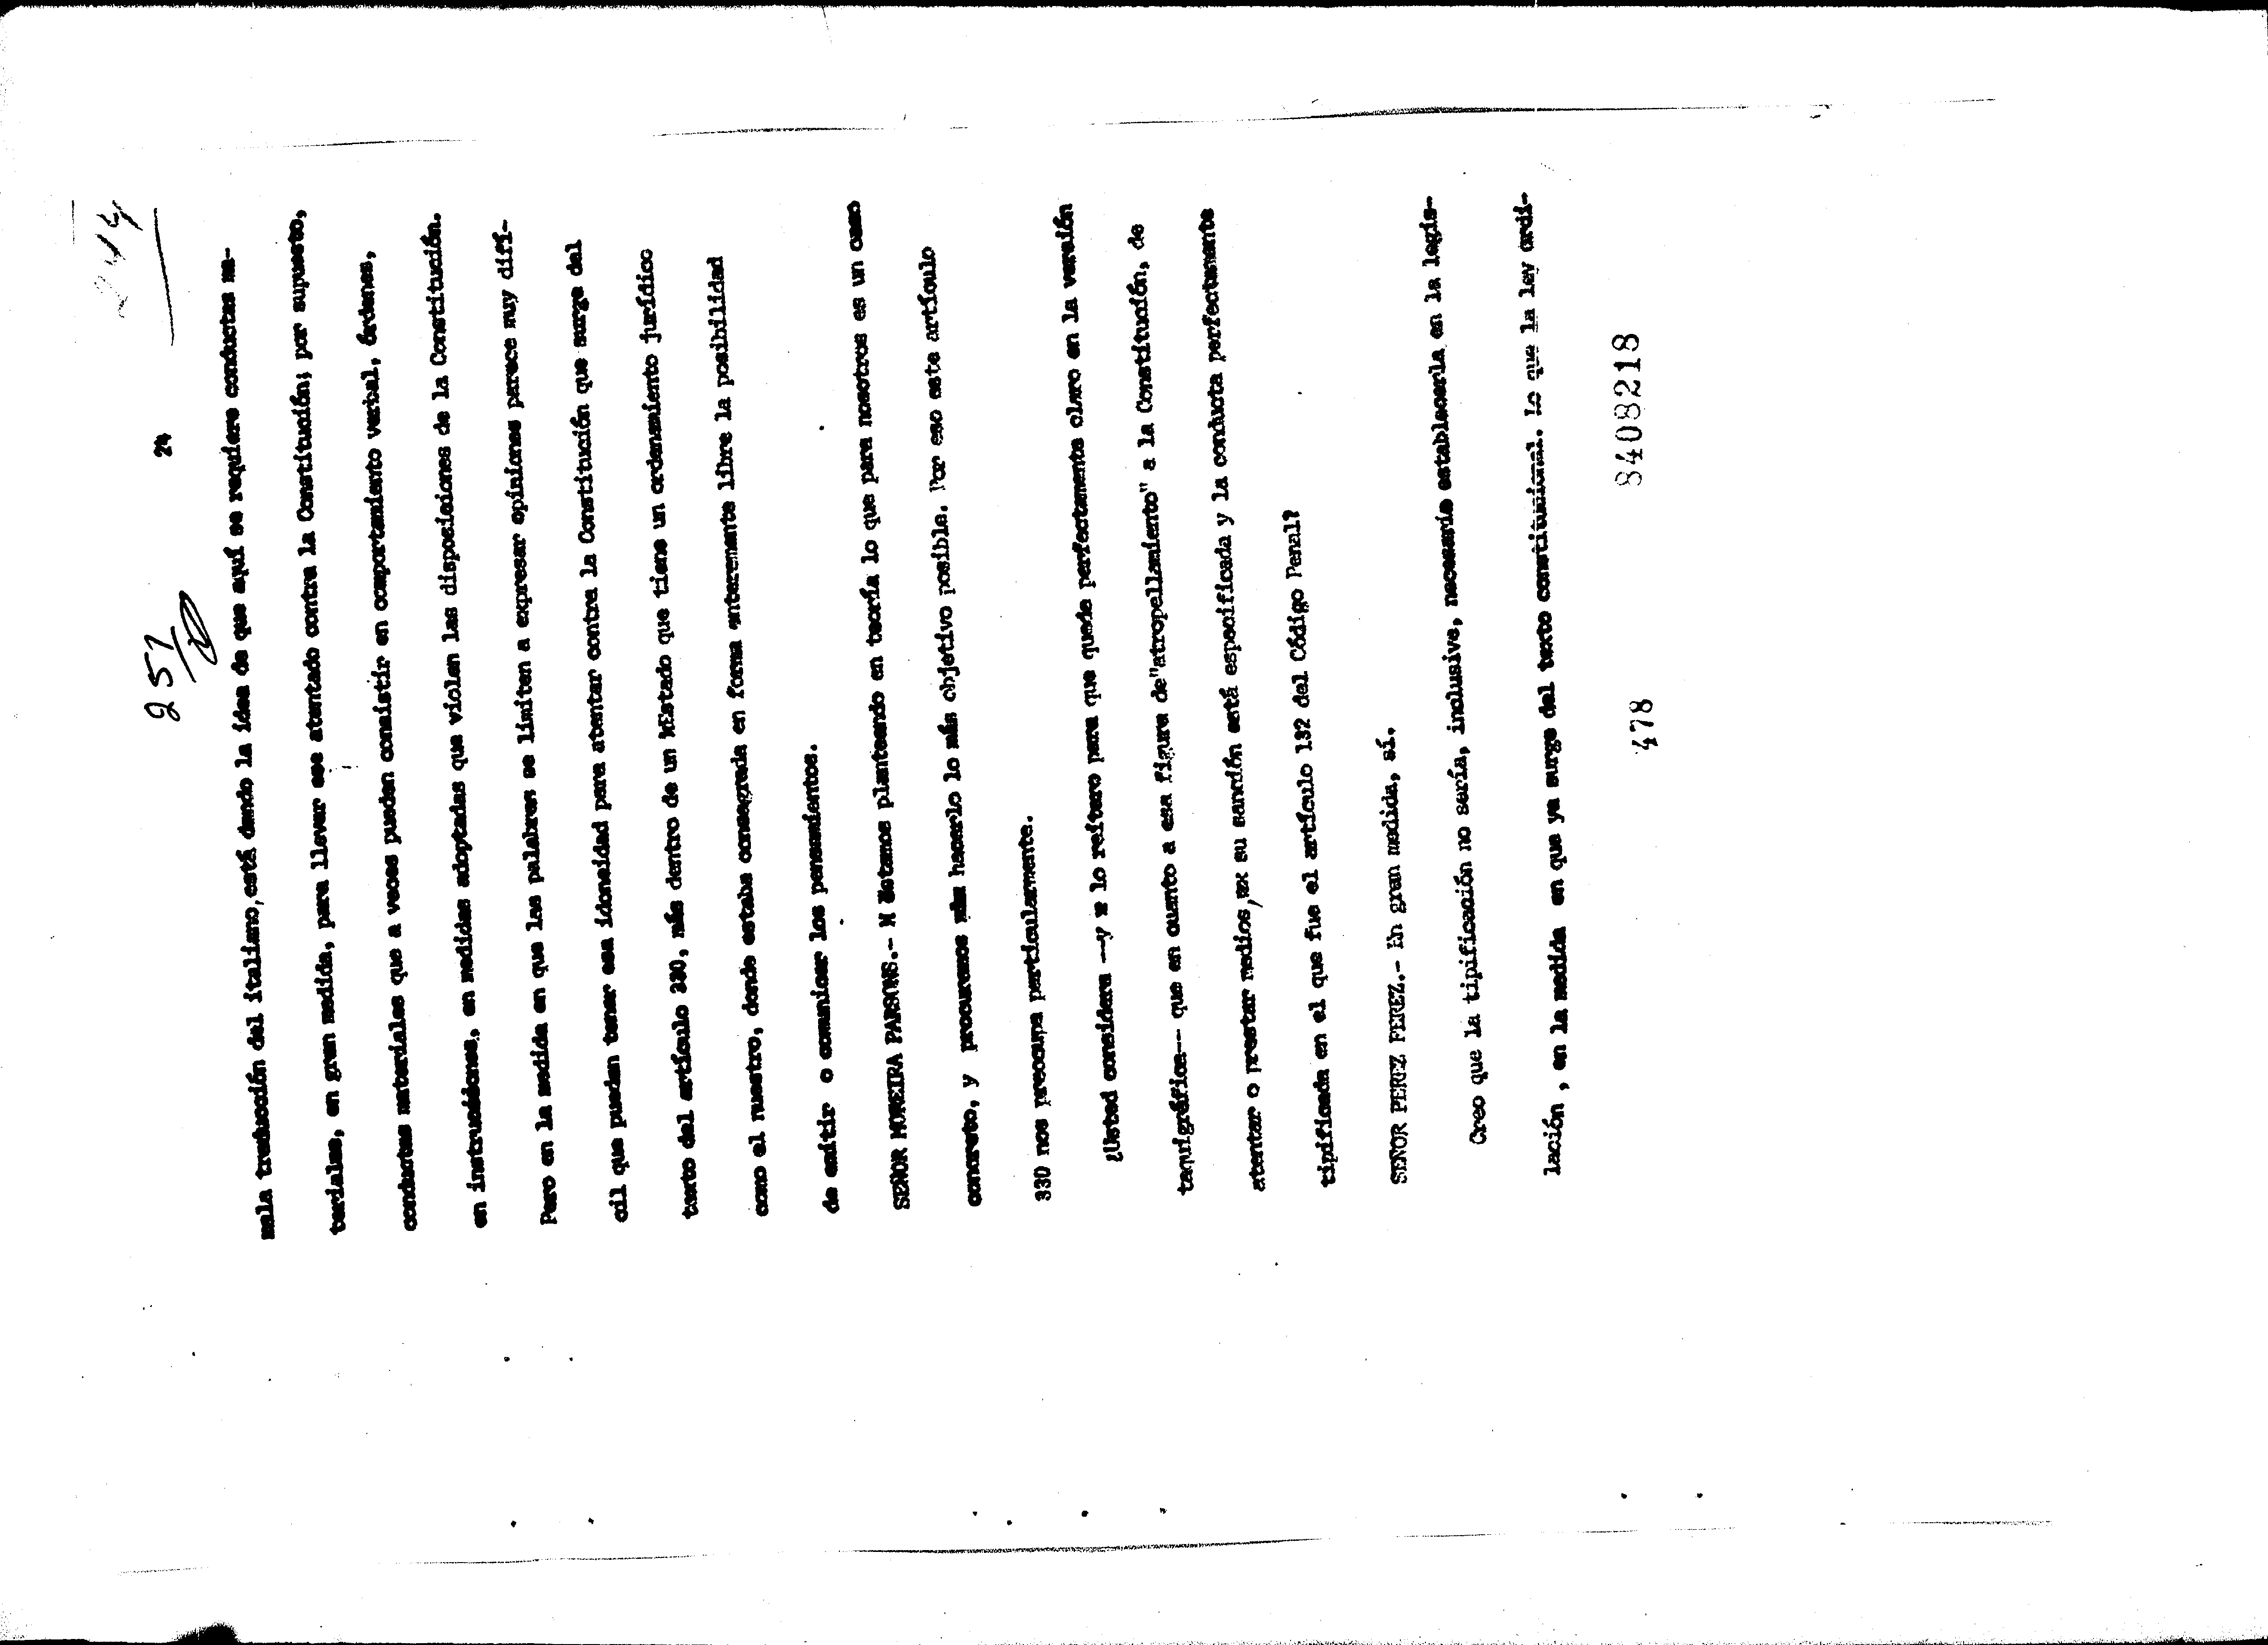 244
24
251
mala traducción del italiano, está dando la idea de que aquí se requiere conductas ma-
teriales, en gran medida, para llevar ese atentado contra la Constitución; por supuesto,
conductas materiales que a veces pueden consistir en comportamiento verbal, órdenes,
en instrucciones, en medidas adoptadas que violen las disposiciones de la Constitución.
Pero en la medida en que las palabras se limiten a expresar opiniones parece muy difí-
cil que puedan tener esa idoneidad para atentar contra la Constitución que surge del
texto del artículo 330, más dentro de un Estado que tiene un ordenamiento jurídico
como el nuestro, donde estaba consagrada en forma enteremente libre la posibilidad
de emitir o comunicar los pensamientos.
SEÑOR MOREIRA PARSONS.- Estamos planteando en teoría lo que para nosotros es un caso
concreto, y procuremos hacerlo lo más objetivo posible. Por eso este artículo
330 nos preocupa particularmente.
¿Usted considera --y lo reitero para que quede perfectamente claro en la versión
taquigráfica-- que en cuanto a esa figura de"atropellamiento" a la Constitución, de
atentar o prestar medios, su sanción está especificada y la conducta perfectamente
tipificada en el que fue el artículo 132 del Código Penal?
SEÑOR PEREZ PEREZ.- En gran medida, sí.
Creo que la tipificación no sería, inclusive, necesario establecerla en la legis-
lación , en la medida en que ya surge del texto constitucional. Lo que la ley ordi-
478
8408218